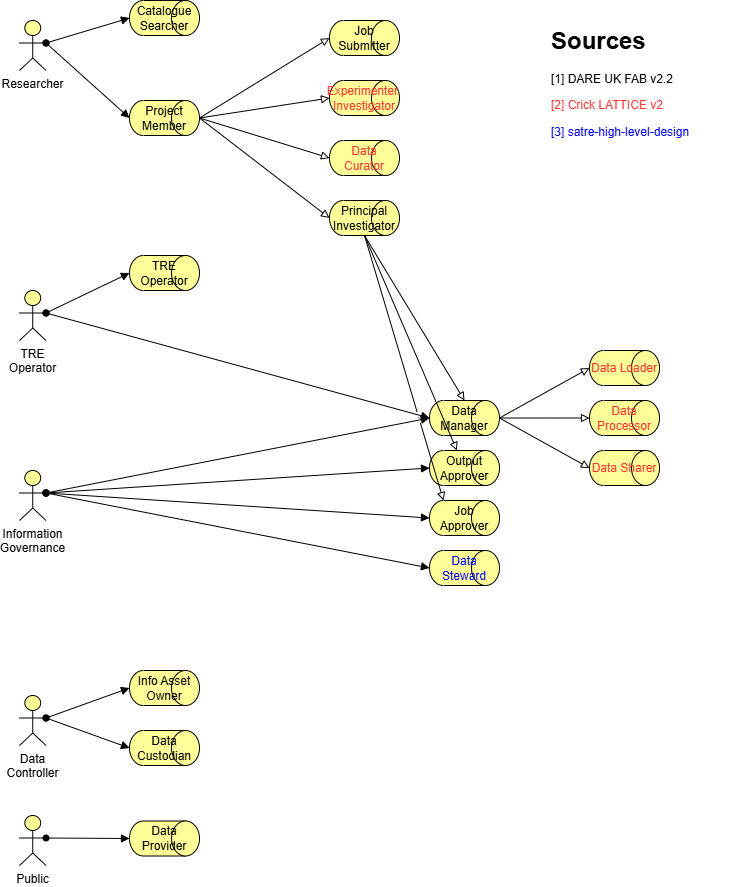 Catalogue
Searcher
Researcher
Project
Member
Job
Submitter
Experimenter
Investigator
Data
Curator
Principal
Investigator
Sources
[1] DARE UK FAB v2.2
[2] Crick LATTICE v2
[3] satre-high-level-design
TRE
Operator
TRE
Operator
Data
Manager
Data Loader
Data
Processor
Data Sharer
Output
Approver
Job
Approver
Data
Steward
Information
Governance
Info Asset
Owner
Data
Custodian
Data
Controller
Data
Provider
Public